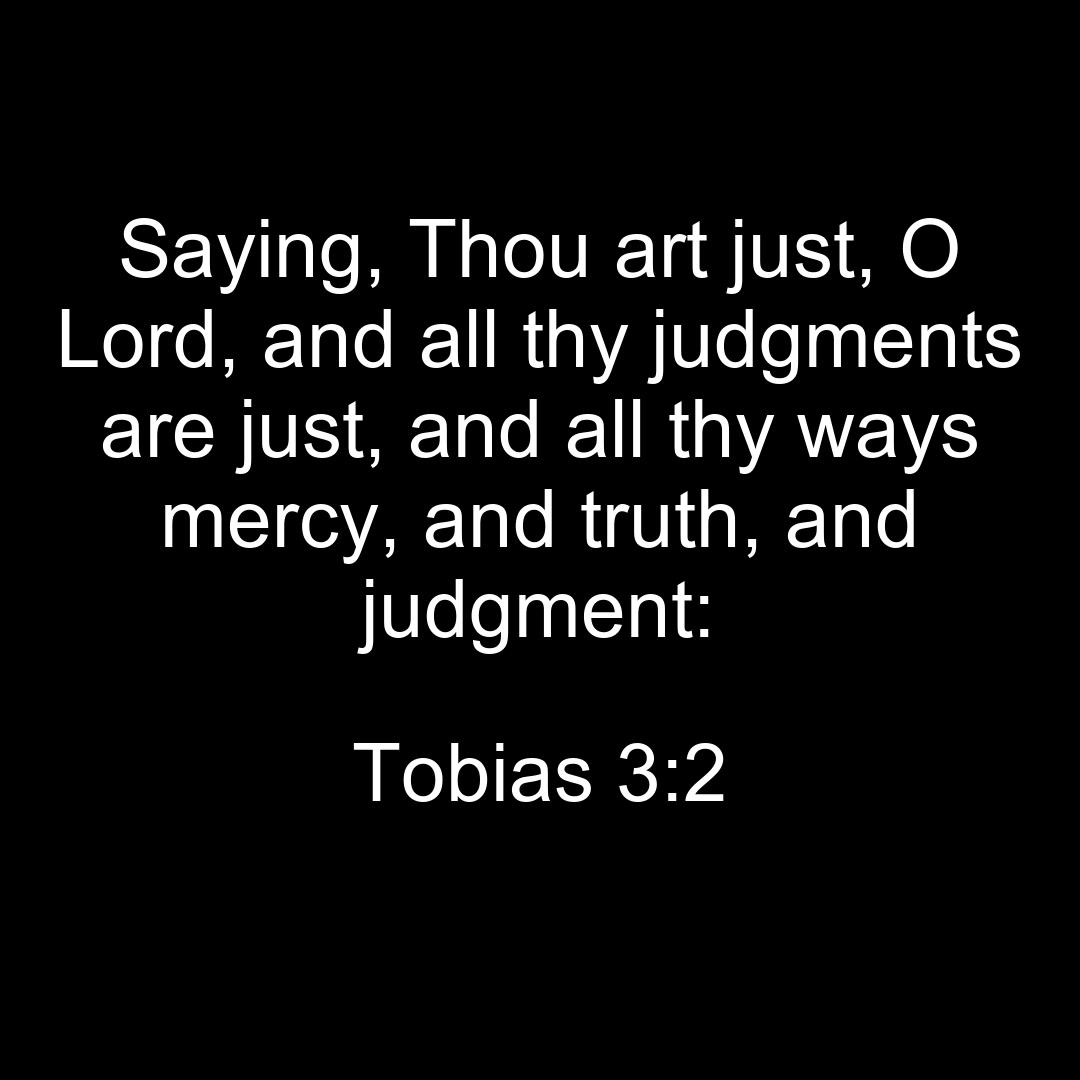 Saying, Thou art just, O
Lord, and all thy judgments
are just, and all thy ways
mercy, and truth, and
judgment:
Tobias 3:2